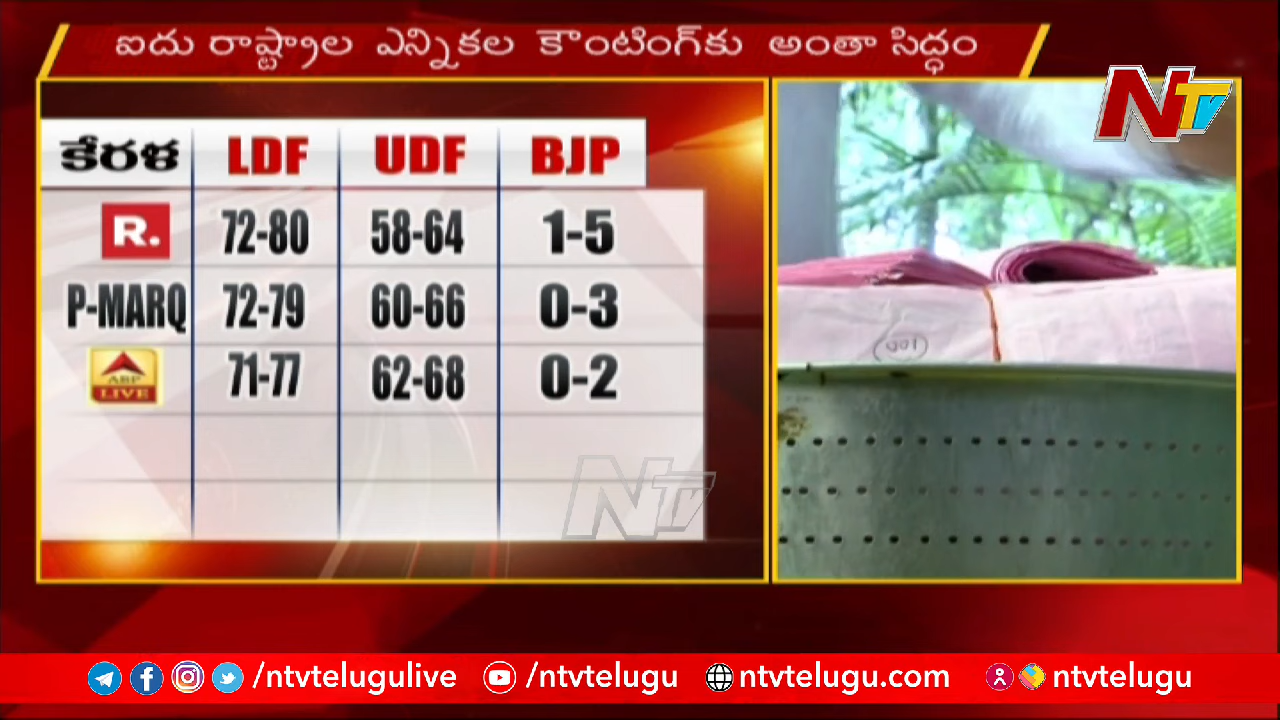 ఐదు రాష్ట్రాల ఎన్నికల కౌంటింగ్‌కు అంతా సిద్ధం
NTV
కేరళ LDF UDF BJP
R. 72-80 58-64 1-5
P-MARQ 72-79 60-66 0-3
ABP LIVE 71-77 62-68 0-2
NTV
/ntvtelugulive /ntvtelugu ntvtelugu.com ntvtelugu